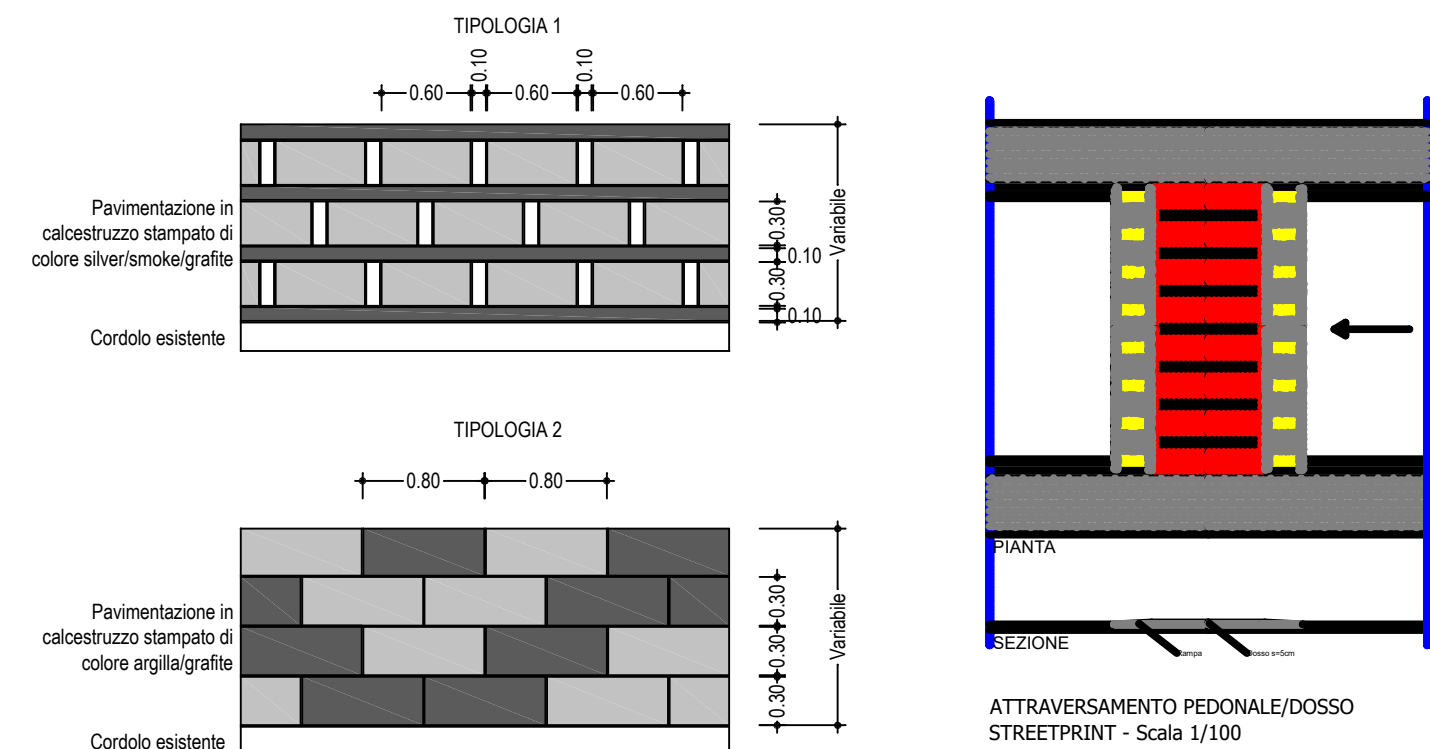 TIPOLOGIA 1
0.60
0.10
0.60
0.10
0.60
Pavimentazione in
calcestruzzo stampato di
colore silver/smoke/grafite
Cordolo esistente
0.30
0.10
0.30
0.10
Variabile
TIPOLOGIA 2
0.80
0.80
Pavimentazione in
calcestruzzo stampato di
colore argilla/grafite
Cordolo esistente
0.30
0.30
0.30
Variabile
PIANTA
SEZIONE
Rampa
Dosso s=5cm
ATTRAVERSAMENTO PEDONALE/DOSSO
STREETPRINT - Scala 1/100